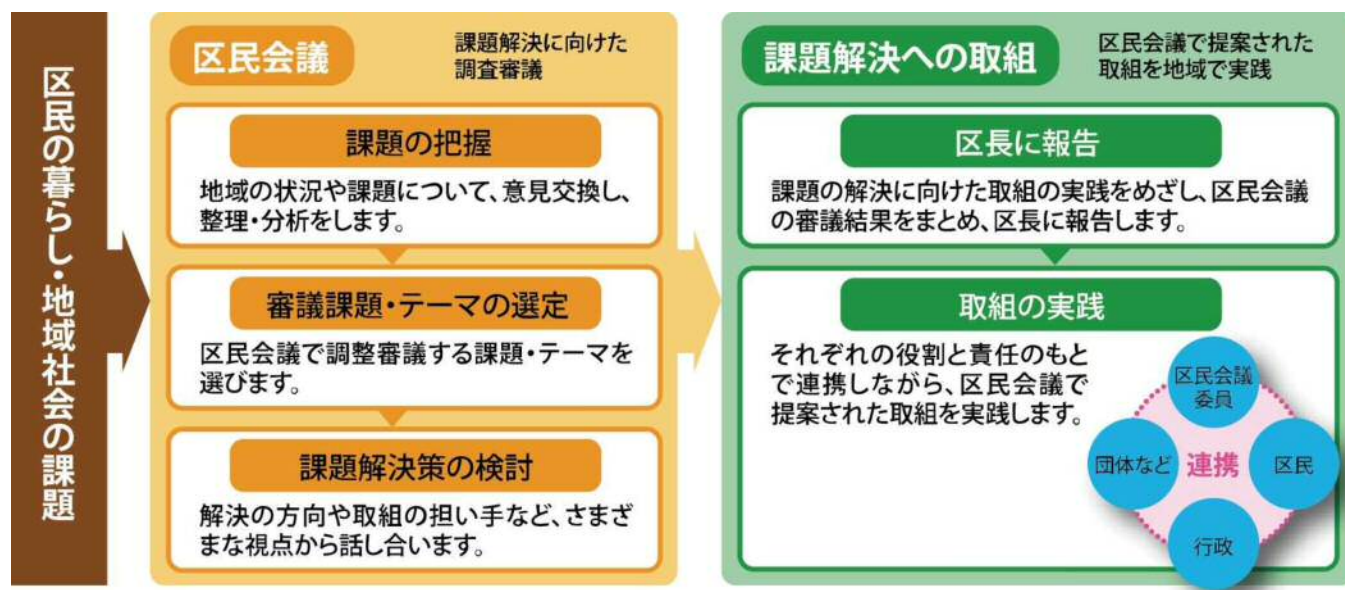 区民の暮らし・地域社会の課題
区民会議
課題解決に向けた
調査審議
課題の把握
地域の状況や課題について、意見交換し、
整理・分析をします。
審議課題・テーマの選定
区民会議で調整審議する課題・テーマを
選びます。
課題解決策の検討
解決の方向や取組の担い手など、さまざ
まな視点から話し合います。
課題解決への取組
区民会議で提案された
取組を地域で実践
区長に報告
課題の解決に向けた取組の実践をめざし、区民会議
の審議結果をまとめ、区長に報告します。
取組の実践
それぞれの役割と責任のもと
で連携しながら、区民会議で
提案された取組を実践します。
区民会議
委員
団体など
連携
区民
行政